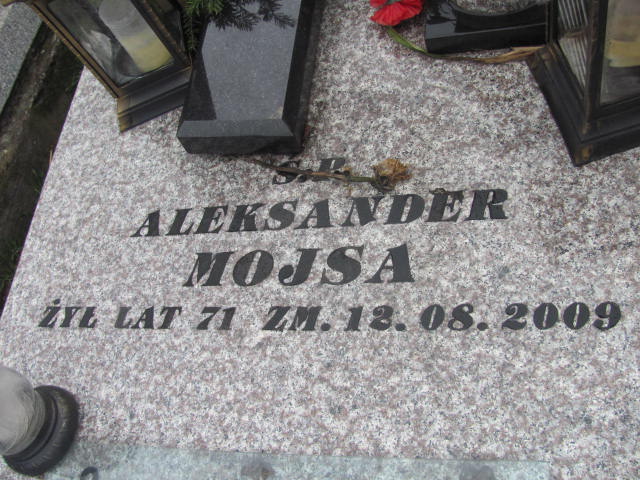 Ś.P.
ALEKSANDER
MOJSA
ŻYŁ LAT 71 ZM. 12. 08. 2009